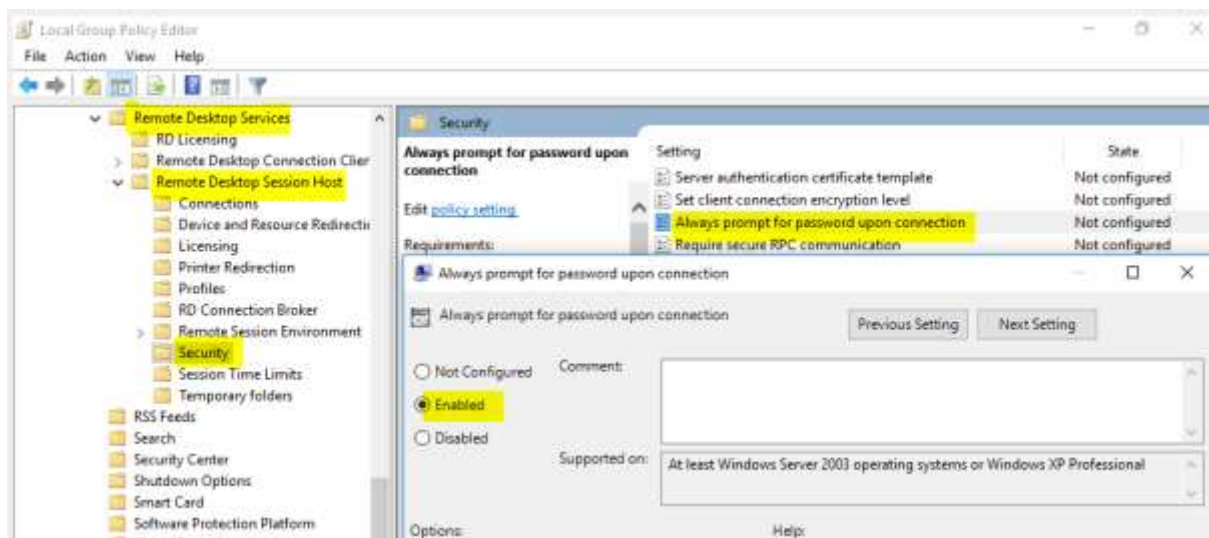 Local Group Policy Editor
File Action View Help
Remote Desktop Services
RD Licensing
Remote Desktop Connection Clier
Remote Desktop Session Host
Connections
Device and Resource Redirectio
Licensing
Printer Redirection
Profiles
RD Connection Broker
Remote Session Environment
Security
Session Time Limits
Temporary folders
RSS Feeds
Search
Security Center
Shutdown Options
Smart Card
Software Protection Platform
Security
Always prompt for password upon
connection
Edit policy setting
Requirements:
Setting State
Server authentication certificate template Not configured
Set client connection encryption level Not configured
Always prompt for password upon connection Not configured
Require secure RPC communication Not configured
Always prompt for password upon connection
Always prompt for password upon connection
Previous Setting Next Setting
Not Configured Comment:
Enabled
Disabled
Supported on: At least Windows Server 2003 operating systems or Windows XP Professional
Options: Help: